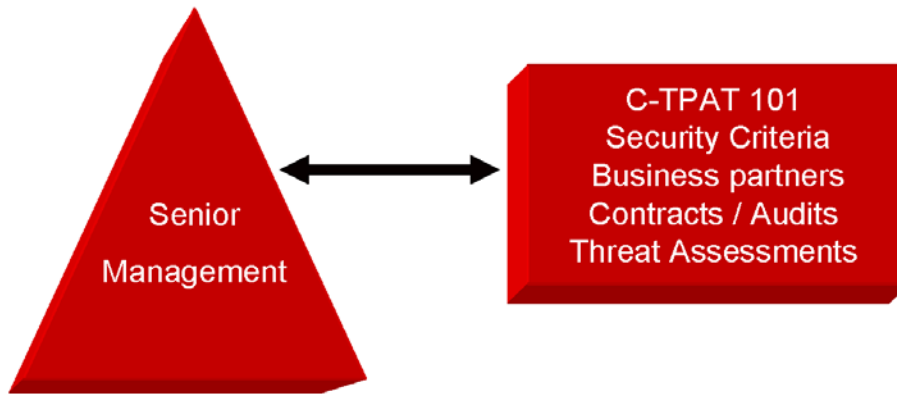 Senior
Management
C-TPAT 101
Security Criteria
Business partners
Contracts / Audits
Threat Assessments